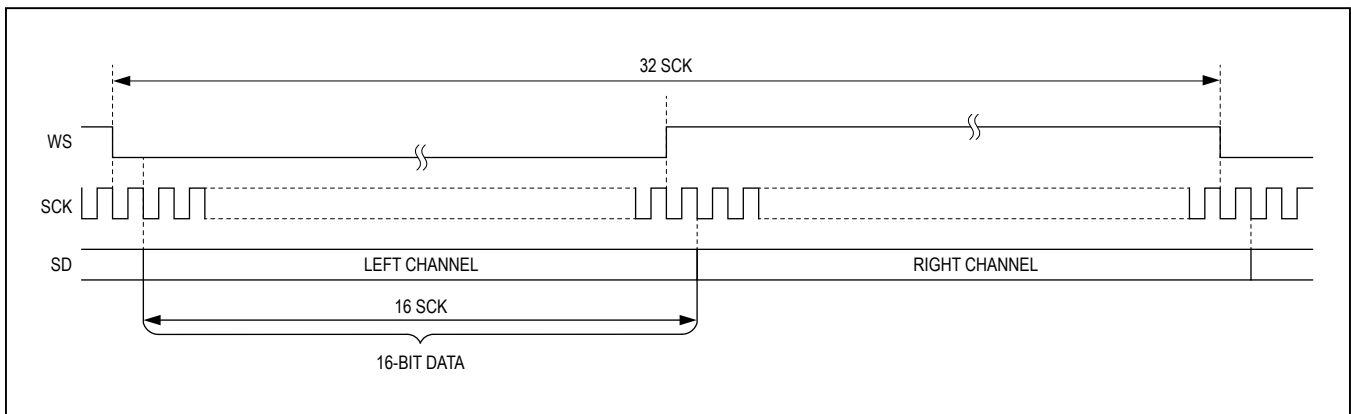 32 SCK
WS
SCK
SD
LEFT CHANNEL
RIGHT CHANNEL
16 SCK
16-BIT DATA